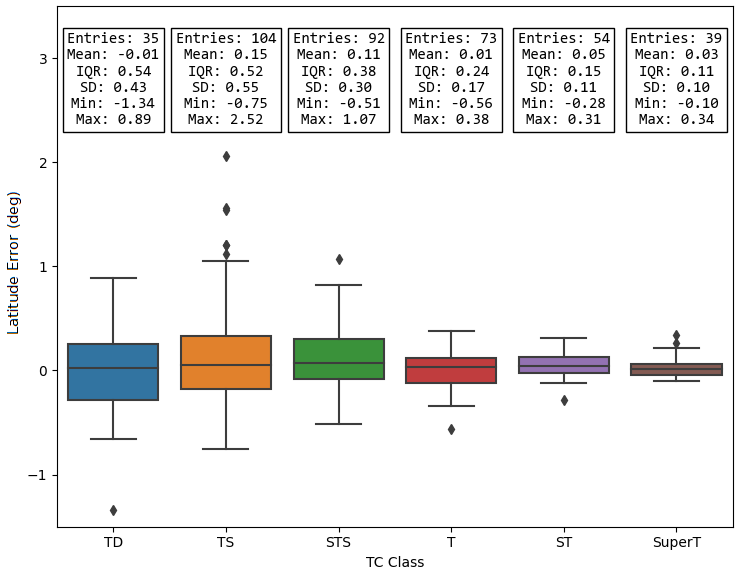 Entries: 35
Mean: -0.01
IQR: 0.54
SD: 0.43
Min: -1.34
Max: 0.89
Entries: 104
Mean: 0.15
IQR: 0.52
SD: 0.55
Min: -0.75
Max: 2.52
Entries: 92
Mean: 0.11
IQR: 0.38
SD: 0.30
Min: -0.51
Max: 1.07
Entries: 73
Mean: 0.01
IQR: 0.24
SD: 0.17
Min: -0.56
Max: 0.38
Entries: 54
Mean: 0.05
IQR: 0.15
SD: 0.11
Min: -0.28
Max: 0.31
Entries: 39
Mean: 0.03
IQR: 0.11
SD: 0.10
Min: -0.10
Max: 0.34
Latitude Error (deg)
3
2
1
0
−1
TD TS STS T ST SuperT
TC Class